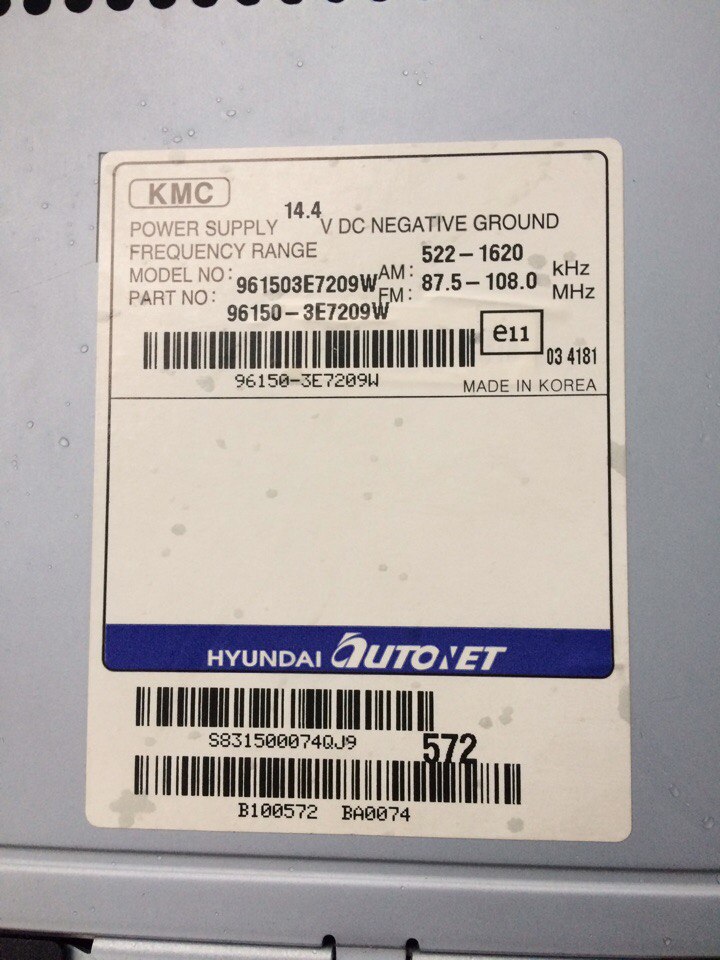 KMC
POWER SUPPLY 14.4 V DC NEGATIVE GROUND
FREQUENCY RANGE
MODEL NO: 961503E7209W AM: 522-1620 kHz
PART NO: 96150-3E7209W FM: 87.5-108.0 MHz
e11
03 4181
96150-3E7209W
MADE IN KOREA
HYUNDAI AUTONET
S831500074QJ9
572
B100572 BA0074